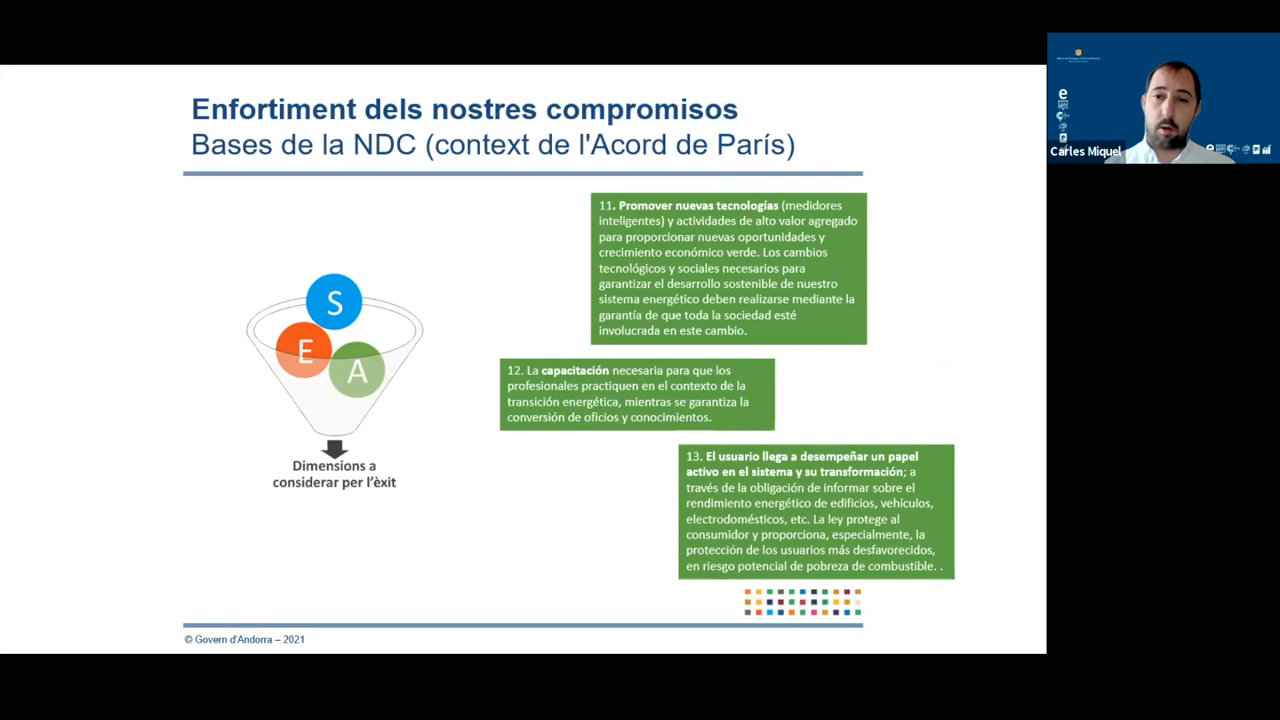 Enfortiment dels nostres compromisos
Bases de la NDC (context de l'Acord de París)
11. Promover nuevas tecnologías (medidores
inteligentes) y actividades de alto valor agregado
para proporcionar nuevas oportunidades y
crecimiento económico verde. Los cambios
tecnológicos y sociales necesarios para
garantizar el desarrollo sostenible de nuestro
sistema energético deben realizarse mediante la
garantía de que toda la sociedad esté
involucrada en este cambio.
S
E
A
Dimensions a
considerar per l'èxit
12. La capacitación necesaria para que los
profesionales practiquen en el contexto de la
transición energética, mientras se garantiza la
conversión de oficios y conocimientos.
13. El usuario llega a desempeñar un papel
activo en el sistema y su transformación; a
través de la obligación de informar sobre el
rendimiento energético de edificios, vehículos,
electrodomésticos, etc. La ley protege al
consumidor y proporciona, especialmente, la
protección de los usuarios más desfavorecidos,
en riesgo potencial de pobreza de combustible. .
© Govern d'Andorra – 2021
e
Carles Miquel